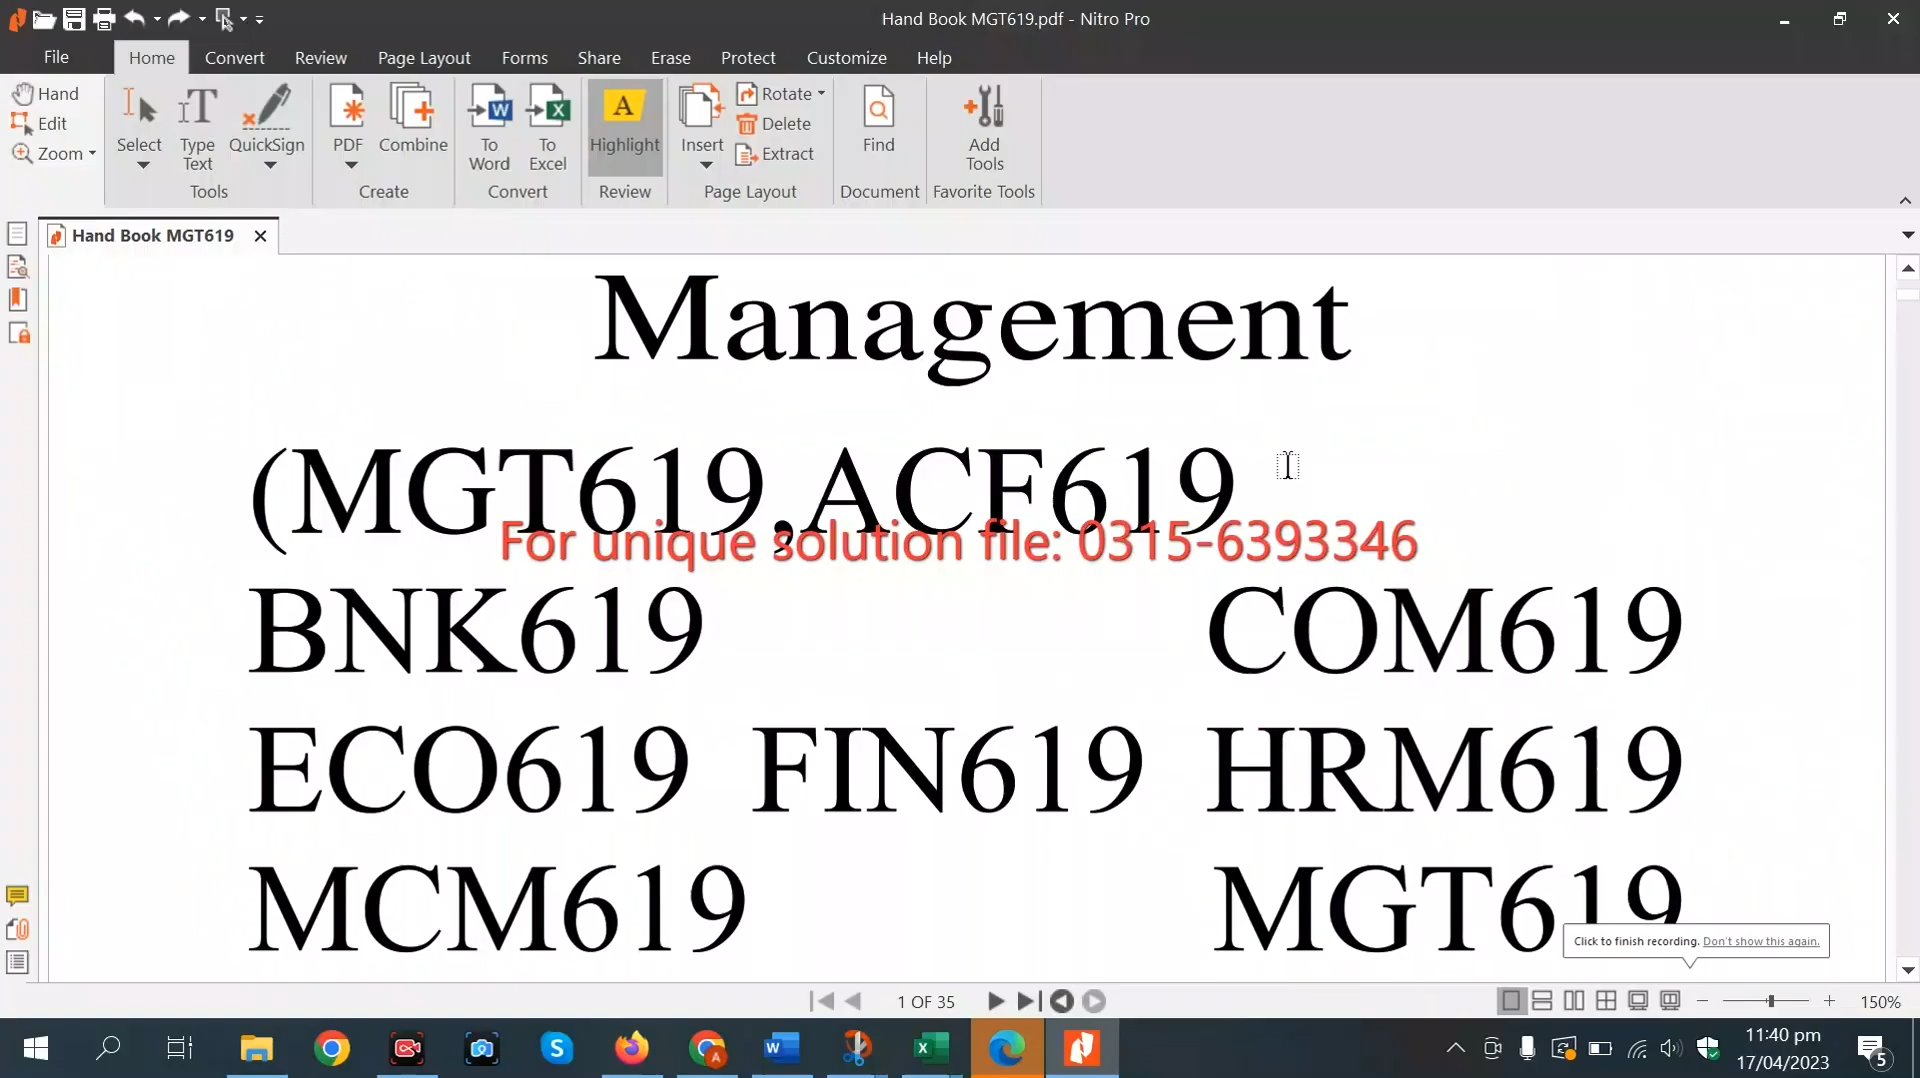 Hand Book MGT619.pdf - Nitro Pro
File Home Convert Review Page Layout Forms Share Erase Protect Customize Help
Hand
Edit
Zoom
Select
Type Text
QuickSign
Tools
PDF
Combine
Create
To Word
To Excel
Convert
Highlight
Review
Insert
Rotate
Delete
Extract
Page Layout
Find
Document
Add Tools
Favorite Tools
Hand Book MGT619
Management
(MGT619,ACF619
For unique solution file: 0315-6393346
BNK619 COM619
ECO619 FIN619 HRM619
MCM619 MGT619
Click to finish recording. Don't show this again.
1 OF 35
150%
11:40 pm
17/04/2023
5